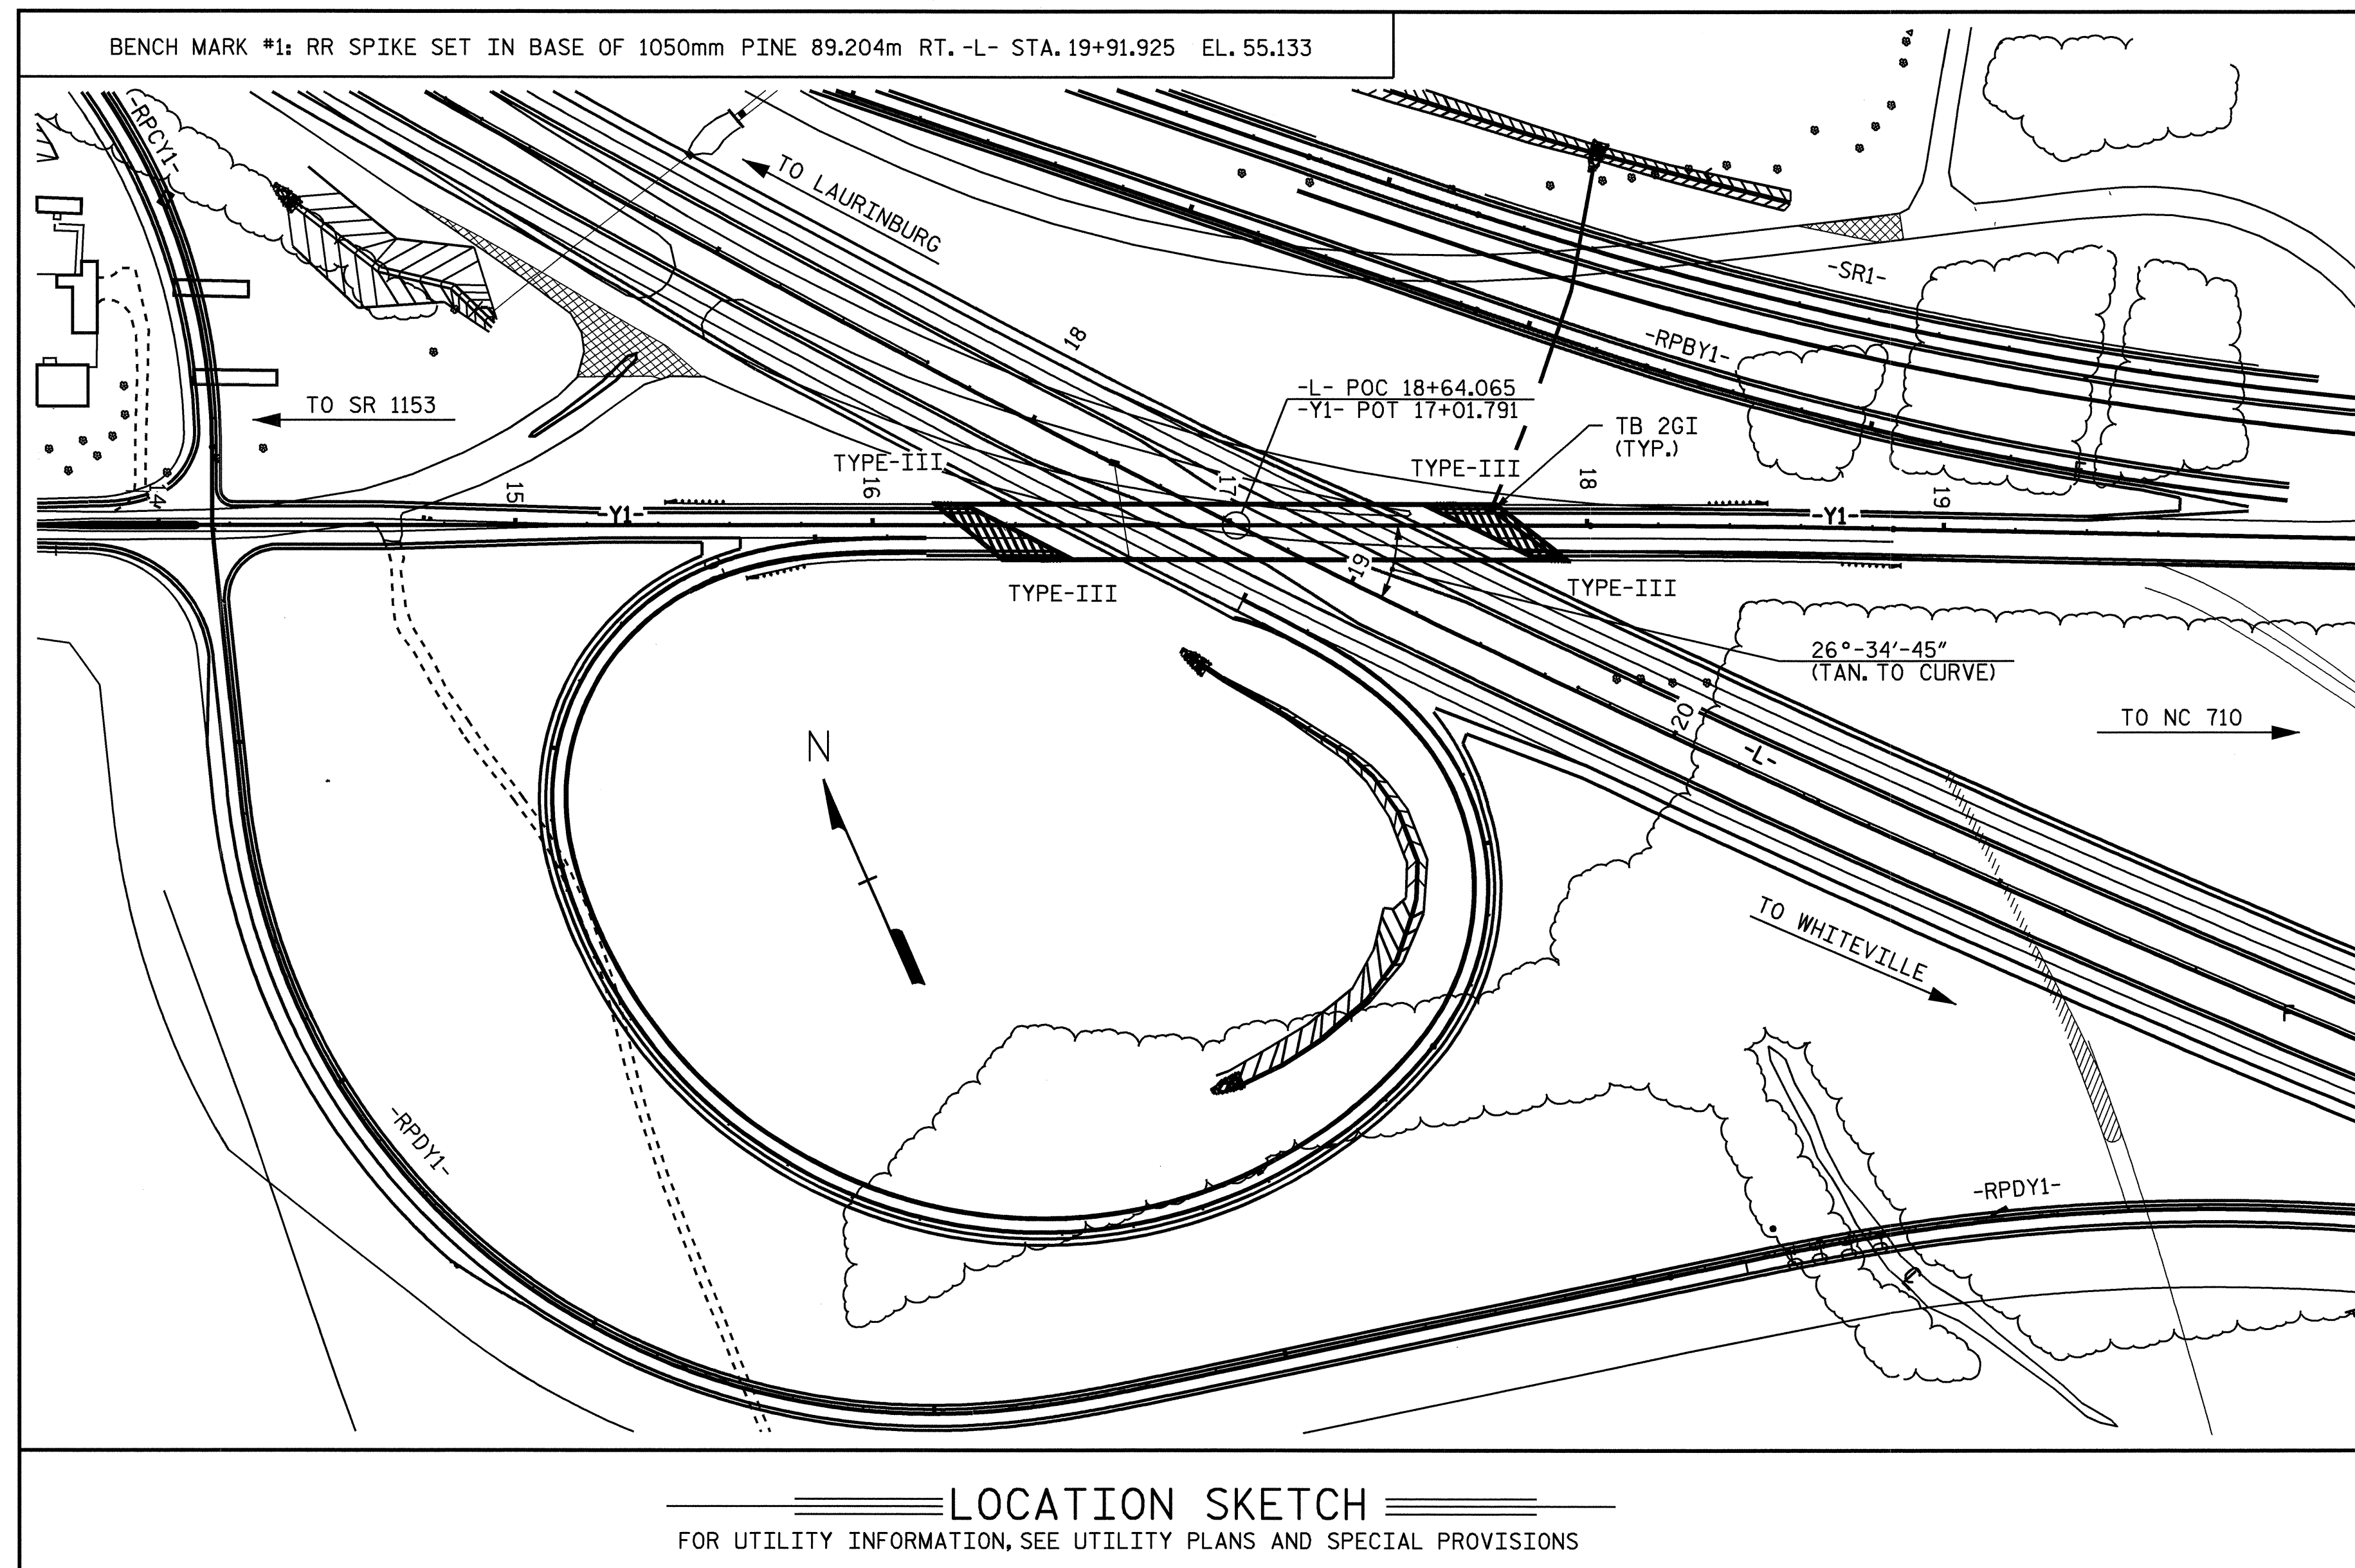 BENCH MARK #1: RR SPIKE SET IN BASE OF 1050mm PINE 89.204m RT. -L- STA. 19+91.925 EL. 55.133
-RPCY1-
TO LAURINBURG
-SR1-
18
-RPBY1-
-L- POC 18+64.065
-Y1- POT 17+01.791
TO SR 1153
TB 2GI
(TYP.)
TYPE-III
TYPE-III
14
15
16
17
18
19
-Y1-
-Y1-
19
TYPE-III
TYPE-III
26°-34'-45"
(TAN. TO CURVE)
20
-L-
TO NC 710
N
TO WHITEVILLE
F
-RPDY1-
-RPDY1-
C
LOCATION SKETCH
FOR UTILITY INFORMATION, SEE UTILITY PLANS AND SPECIAL PROVISIONS